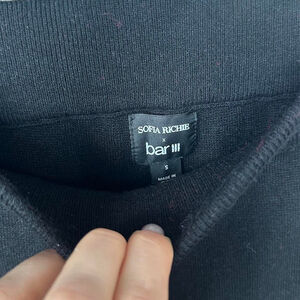 SOFIA RICHIE
x
bar III
S
MADE IN